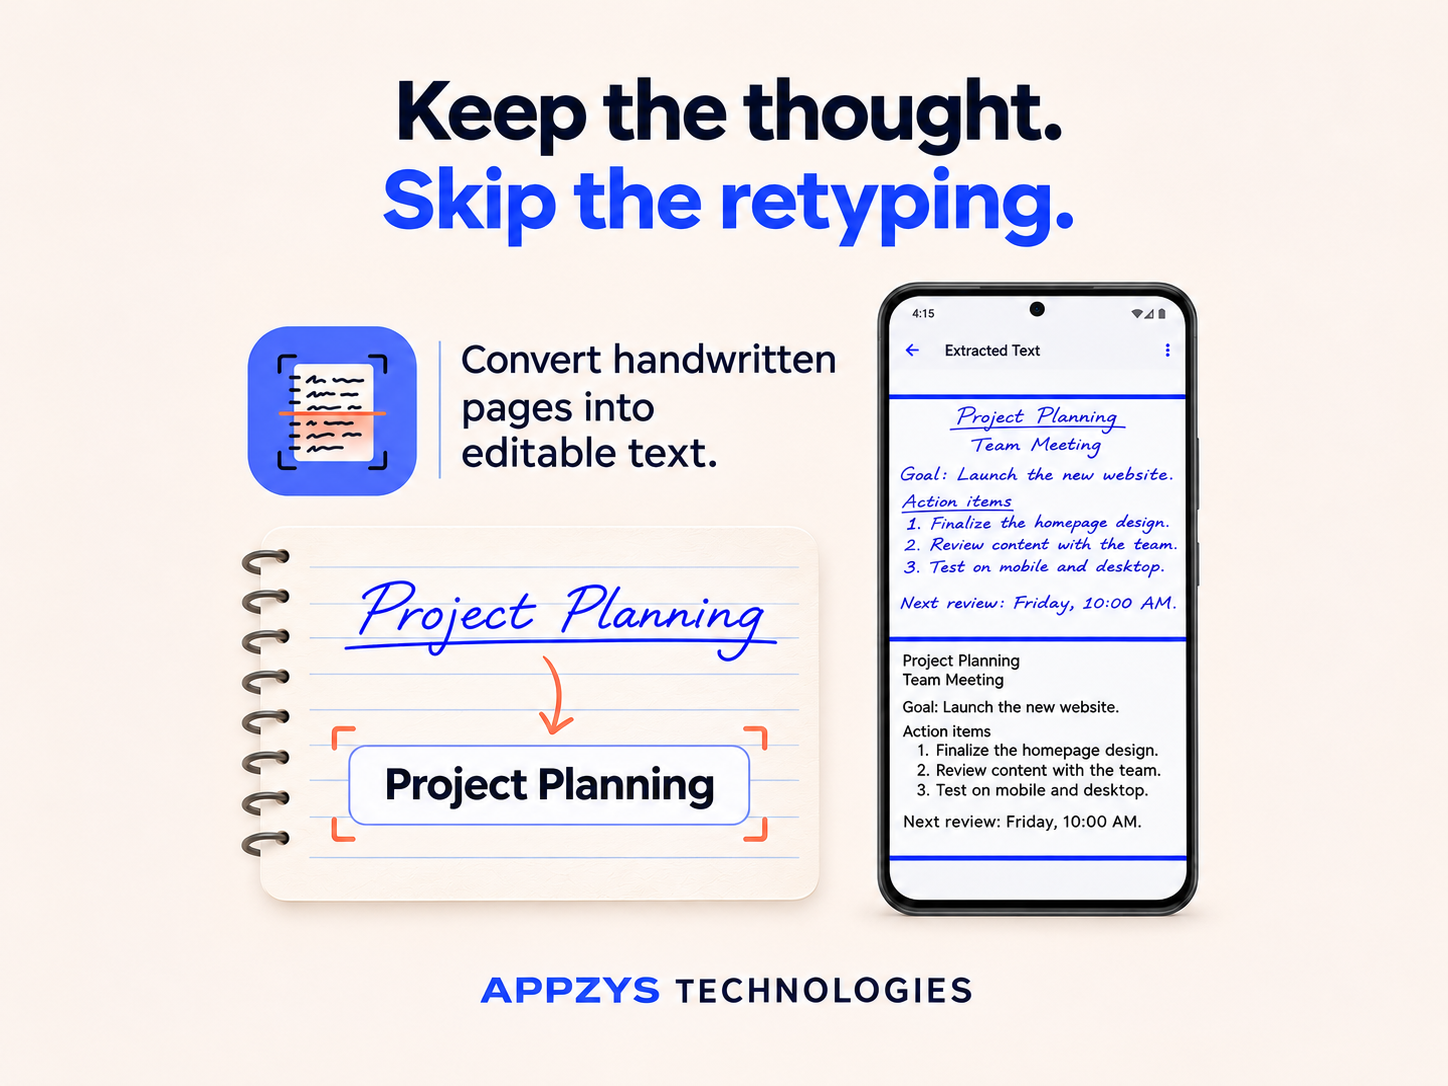 Keep the thought.
Skip the retyping.
Convert handwritten
pages into
editable text.
Project Planning
Project Planning
4:15
Extracted Text
Project Planning
Team Meeting
Goal: Launch the new website.
Action items
1. Finalize the homepage design.
2. Review content with the team.
3. Test on mobile and desktop.
Next review: Friday, 10:00 AM.
Project Planning
Team Meeting
Goal: Launch the new website.
Action items
1. Finalize the homepage design.
2. Review content with the team.
3. Test on mobile and desktop.
Next review: Friday, 10:00 AM.
APPZYS TECHNOLOGIES